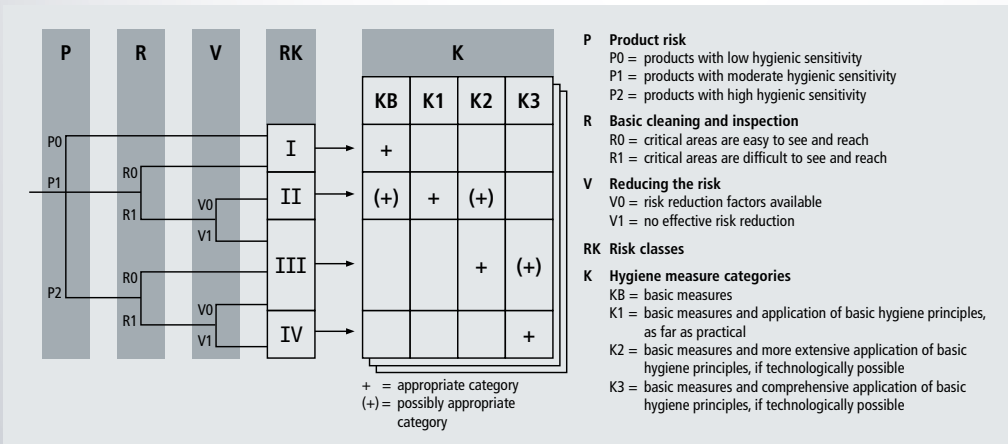 P R V RK K
KB K1 K2 K3
P0
P1
P2
R0
R1
R0
R1
V0
V1
V0
V1
I +
II (+) + (+)
III + (+)
IV +
+ = appropriate category
(+) = possibly appropriate
category
P Product risk
P0 = products with low hygienic sensitivity
P1 = products with moderate hygienic sensitivity
P2 = products with high hygienic sensitivity
R Basic cleaning and inspection
R0 = critical areas are easy to see and reach
R1 = critical areas are difficult to see and reach
V Reducing the risk
V0 = risk reduction factors available
V1 = no effective risk reduction
RK Risk classes
K Hygiene measure categories
KB = basic measures
K1 = basic measures and application of basic hygiene principles,
as far as practical
K2 = basic measures and more extensive application of basic
hygiene principles, if technologically possible
K3 = basic measures and comprehensive application of basic
hygiene principles, if technologically possible